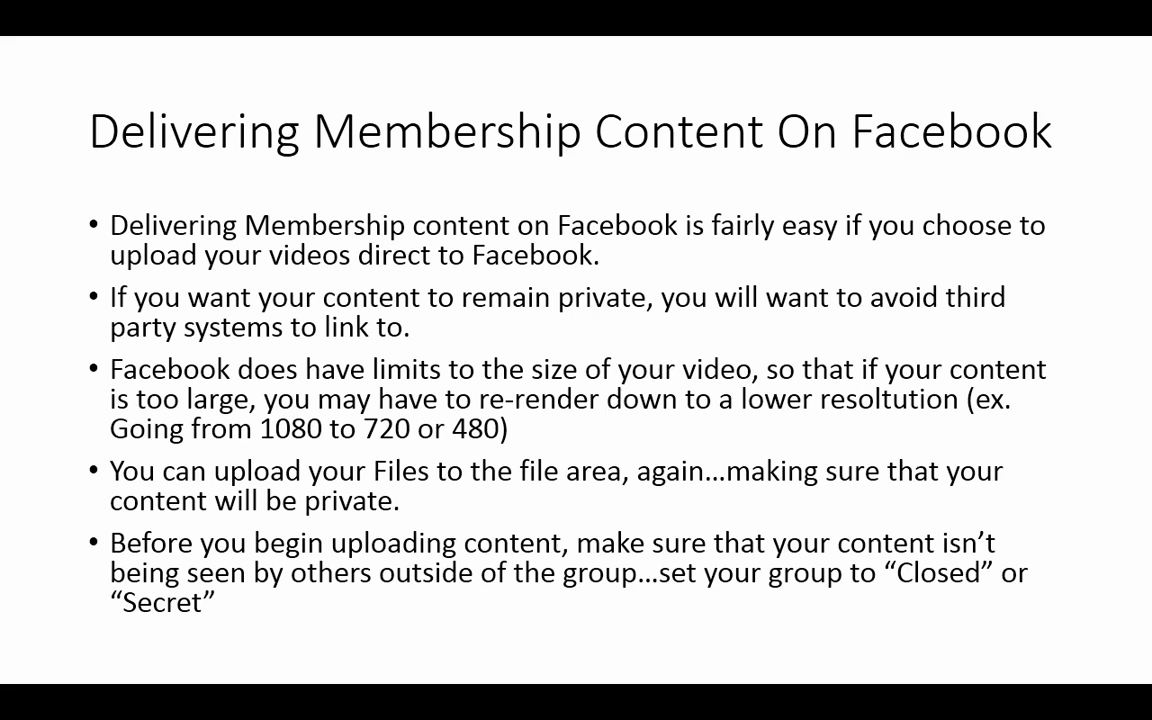 Delivering Membership Content On Facebook
• Delivering Membership content on Facebook is fairly easy if you choose to
upload your videos direct to Facebook.
• If you want your content to remain private, you will want to avoid third
party systems to link to.
• Facebook does have limits to the size of your video, so that if your content
is too large, you may have to re-render down to a lower resoltution (ex.
Going from 1080 to 720 or 480)
• You can upload your Files to the file area, again…making sure that your
content will be private.
• Before you begin uploading content, make sure that your content isn’t
being seen by others outside of the group…set your group to “Closed” or
“Secret”